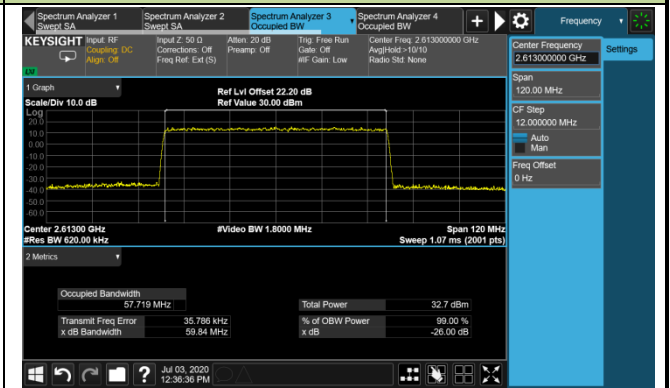 Spectrum Analyzer 1
Swept SA
Spectrum Analyzer 2
Swept SA
Spectrum Analyzer 3
Occupied BW
Spectrum Analyzer 4
Occupied BW
+
Frequency
KEYSIGHT
Input: RF
Coupling: DC
Align: Off
Input Z: 50 Ω
Corrections: Off
Freq Ref: Ext (S)
Atten: 20 dB
Preamp: Off
Trig: Free Run
Gate: Off
#IF Gain: Low
Center Freq: 2.613000000 GHz
Avg|Hold:>10/10
Radio Std: None
Center Frequency
2.613000000 GHz
Settings
Span
120.00 MHz
CF Step
12.000000 MHz
Auto
Man
Freq Offset
0 Hz
1 Graph
Scale/Div 10.0 dB
Ref Lvl Offset 22.20 dB
Ref Value 30.00 dBm
Log
20.0
10.0
0.00
-10.0
-20.0
-30.0
-40.0
-50.0
-60.0
Center 2.61300 GHz
#Res BW 620.00 kHz
#Video BW 1.8000 MHz
Span 120 MHz
Sweep 1.07 ms (2001 pts)
2 Metrics
Occupied Bandwidth
57.719 MHz
Total Power 32.7 dBm
Transmit Freq Error 35.786 kHz
% of OBW Power 99.00 %
x dB Bandwidth 59.84 MHz
x dB -26.00 dB
?
Jul 03, 2020
12:36:36 PM